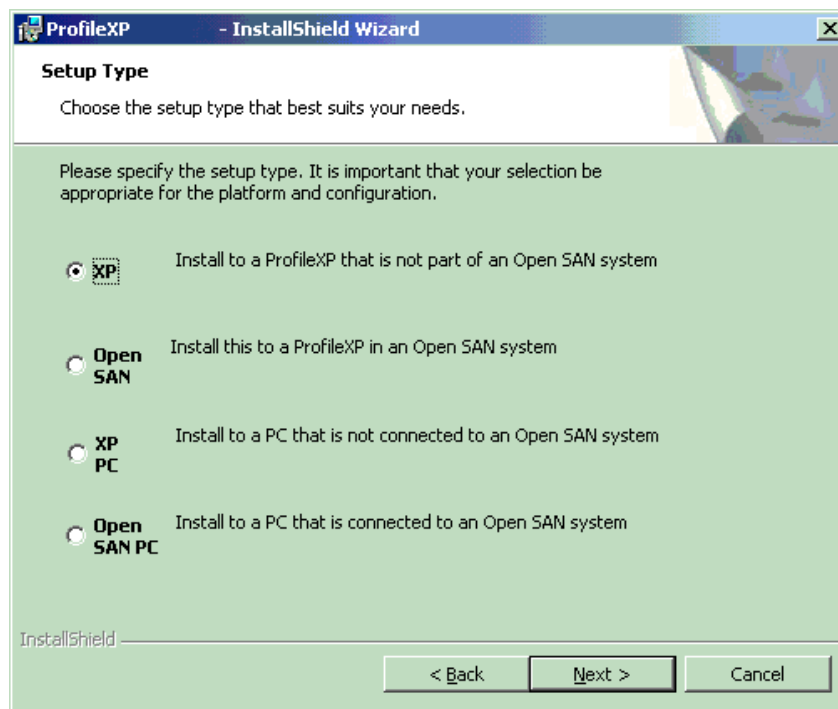 ProfileXP - InstallShield Wizard
Setup Type
Choose the setup type that best suits your needs.
Please specify the setup type. It is important that your selection be
appropriate for the platform and configuration.
XP
Install to a ProfileXP that is not part of an Open SAN system
Open
SAN
Install this to a ProfileXP in an Open SAN system
XP
PC
Install to a PC that is not connected to an Open SAN system
Open
SAN PC
Install to a PC that is connected to an Open SAN system
InstallShield
< Back
Next >
Cancel